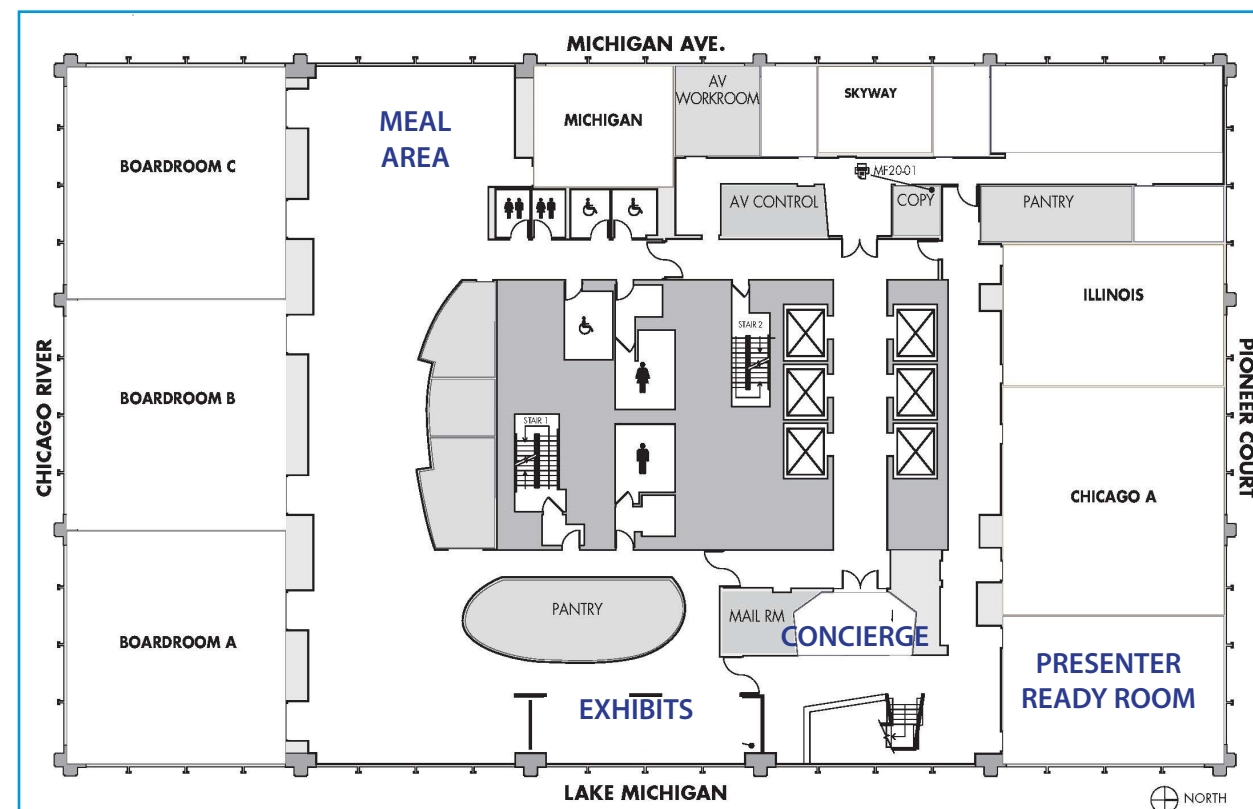 MICHIGAN AVE.
AV
WORKROOM
SKYWAY
MICHIGAN
MEAL
AREA
BOARDROOM C
MF20-01
AV CONTROL
COPY
PANTRY
ILLINOIS
STAIR 2
CHICAGO RIVER
BOARDROOM B
PIONEER COURT
STAIR 1
CHICAGO A
PANTRY
MAIL RM
CONCIERGE
BOARDROOM A
PRESENTER
READY ROOM
EXHIBITS
LAKE MICHIGAN
NORTH